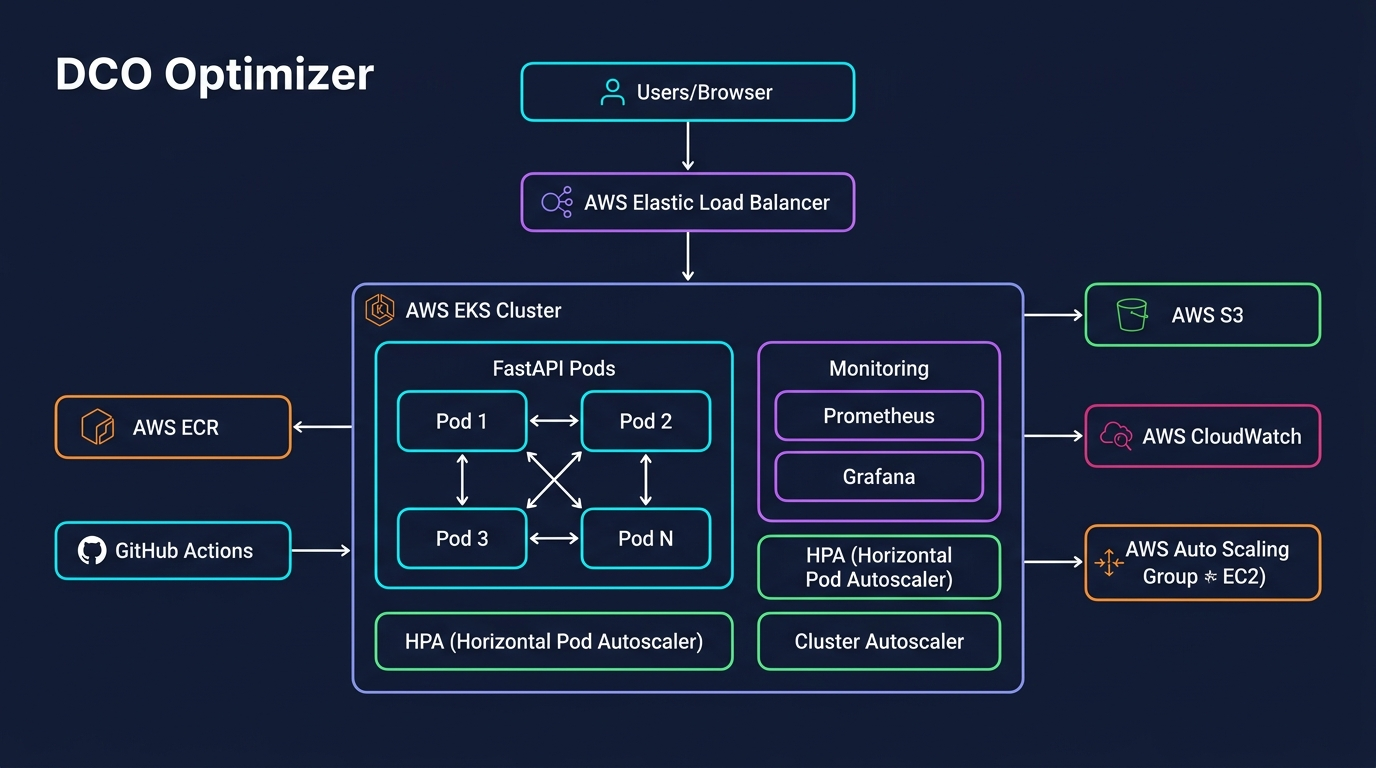 DCO Optimizer
Users/Browser
AWS Elastic Load Balancer
AWS EKS Cluster
FastAPI Pods
Pod 1
Pod 2
Pod 3
Pod N
Monitoring
Prometheus
Grafana
HPA (Horizontal
Pod Autoscaler)
HPA (Horizontal Pod Autoscaler)
Cluster Autoscaler
AWS ECR
GitHub Actions
AWS S3
AWS CloudWatch
AWS Auto Scaling
Group EC2)